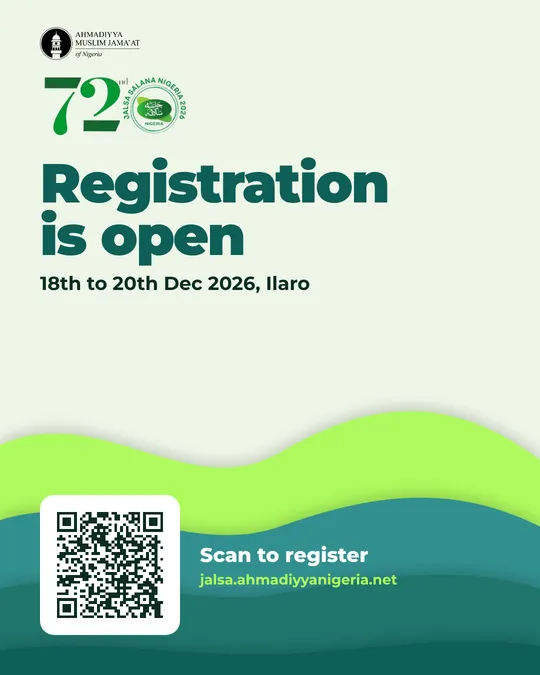 AHMADIYYA
MUSLIM JAMA'AT
of Nigeria
72nd
JALSA SALANA NIGERIA 2026
NIGERIA
Registration
is open
18th to 20th Dec 2026, Ilaro
Scan to register
jalsa.ahmadiyyanigeria.net